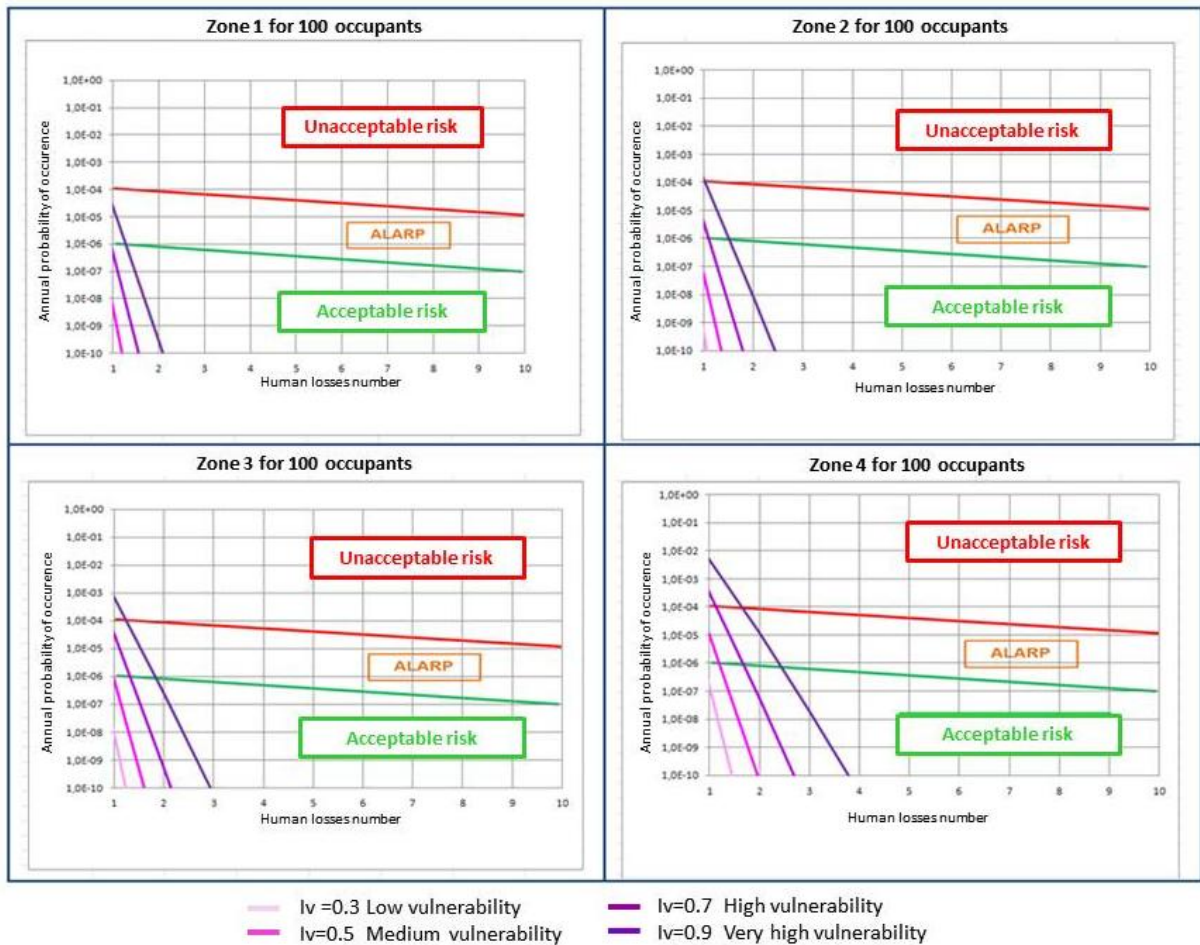 Zone 1 for 100 occupants
Annual probability of occurence
1,0E+00
1,0E-01
1,0E-02
1,0E-03
1,0E-04
1,0E-05
1,0E-06
1,0E-07
1,0E-08
1,0E-09
1,0E-10
Unacceptable risk
ALARP
Acceptable risk
1 2 3 4 5 6 7 8 9 10
Human losses number
Zone 2 for 100 occupants
Annual probability of occurence
1,0E+00
1,0E-01
1,0E-02
1,0E-03
1,0E-04
1,0E-05
1,0E-06
1,0E-07
1,0E-08
1,0E-09
1,0E-10
Unacceptable risk
ALARP
Acceptable risk
1 2 3 4 5 6 7 8 9 10
Human losses number
Zone 3 for 100 occupants
Annual probability of occurence
1,0E+00
1,0E-01
1,0E-02
1,0E-03
1,0E-04
1,0E-05
1,0E-06
1,0E-07
1,0E-08
1,0E-09
1,0E-10
Unacceptable risk
ALARP
Acceptable risk
1 2 3 4 5 6 7 8 9 10
Human losses number
Zone 4 for 100 occupants
Annual probability of occurence
1,0E+00
1,0E-01
1,0E-02
1,0E-03
1,0E-04
1,0E-05
1,0E-06
1,0E-07
1,0E-08
1,0E-09
1,0E-10
Unacceptable risk
ALARP
Acceptable risk
1 2 3 4 5 6 7 8 9 10
Human losses number
Iv =0.3 Low vulnerability
Iv=0.5 Medium vulnerability
Iv=0.7 High vulnerability
Iv=0.9 Very high vulnerability